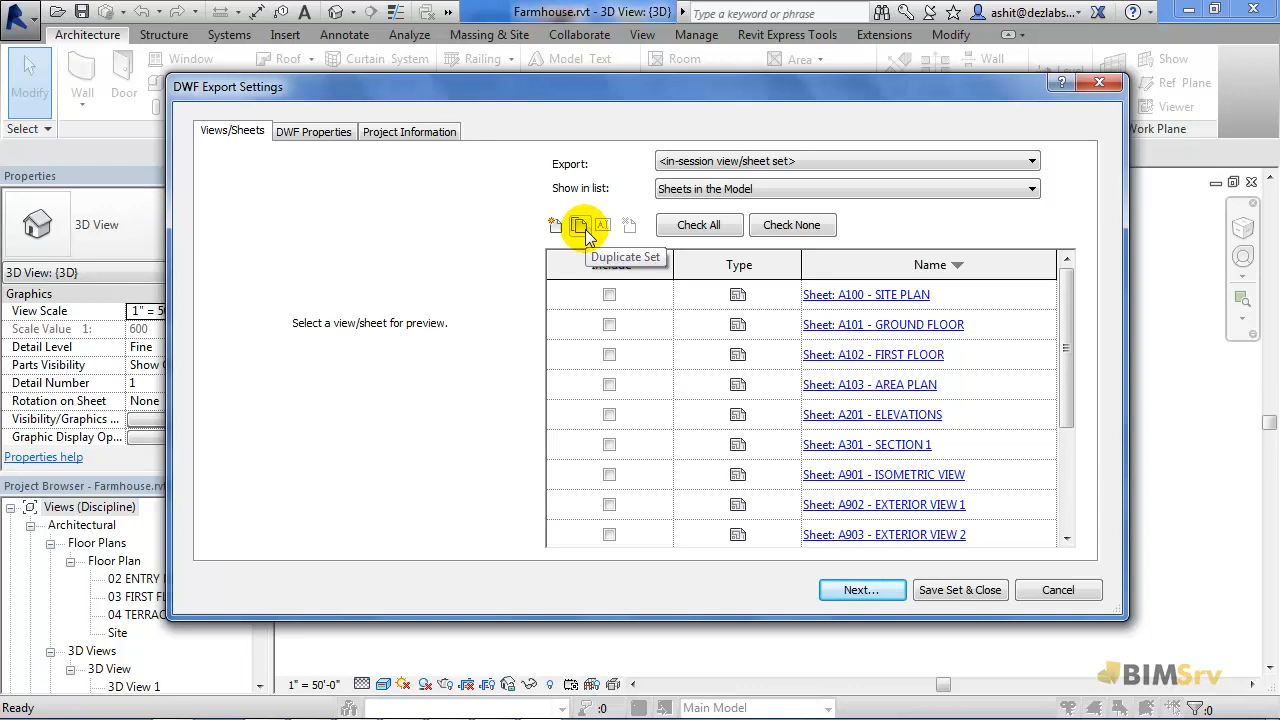 Farmhouse.rvt - 3D View: {3D}
Type a keyword or phrase
ashit@dezlabs...
Architecture Structure Systems Insert Annotate Analyze Massing & Site Collaborate View Manage Revit Express Tools Extensions Modify
Modify
Wall
Door
Window
Roof
Curtain System
Railing
Model Text
Room
Area
Wall
Level
Show
Ref Plane
Viewer
Select
Work Plane
DWF Export Settings
Views/Sheets DWF Properties Project Information
Export: <in-session view/sheet set>
Show in list: Sheets in the Model
Check All Check None
Duplicate Set
Include Type Name
Sheet: A100 - SITE PLAN
Sheet: A101 - GROUND FLOOR
Sheet: A102 - FIRST FLOOR
Sheet: A103 - AREA PLAN
Sheet: A201 - ELEVATIONS
Sheet: A301 - SECTION 1
Sheet: A901 - ISOMETRIC VIEW
Sheet: A902 - EXTERIOR VIEW 1
Sheet: A903 - EXTERIOR VIEW 2
Select a view/sheet for preview.
Next... Save Set & Close Cancel
Properties
3D View
3D View: {3D}
Graphics
View Scale 1" = 50
Scale Value 1: 600
Detail Level Fine
Parts Visibility Show
Detail Number 1
Rotation on Sheet None
Visibility/Graphics ...
Graphic Display Op...
Properties help
Project Browser - Farmhouse.rvt
Views (Discipline)
Architectural
Floor Plans
Floor Plan
02 ENTRY
03 FIRST FL
04 TERRAC
Site
3D Views
3D View
3D View 1
1" = 50'-0"
BIMSrv
Ready
:0
Main Model
:0